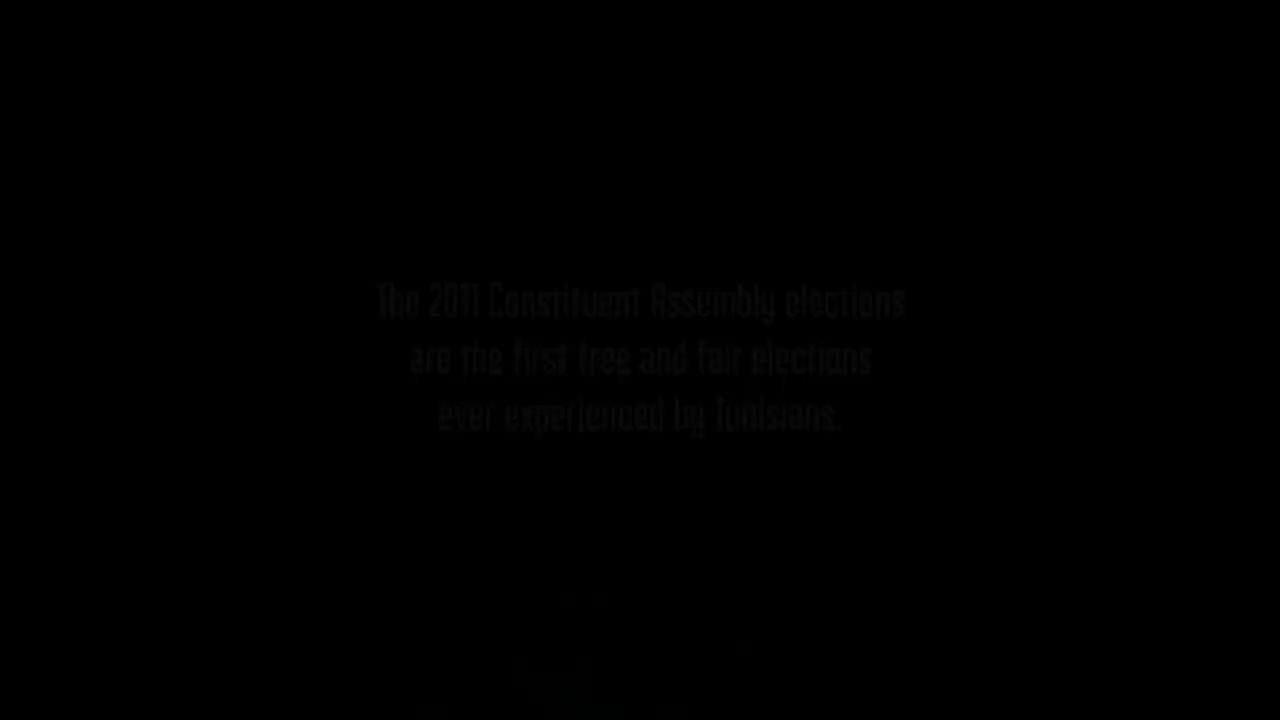 The 2011 Constituent Assembly elections
are the first free and fair elections
ever experienced by Tunisians.